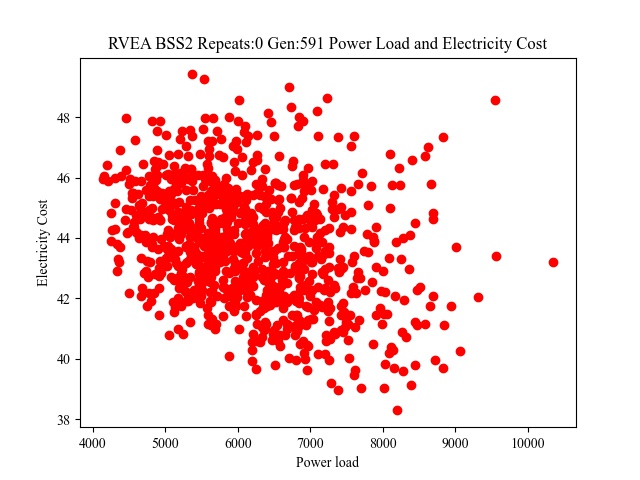 RVEA BSS2 Repeats:0 Gen:591 Power Load and Electricity Cost
48
46
44
42
40
38
Electricity Cost
4000 5000 6000 7000 8000 9000 10000
Power load